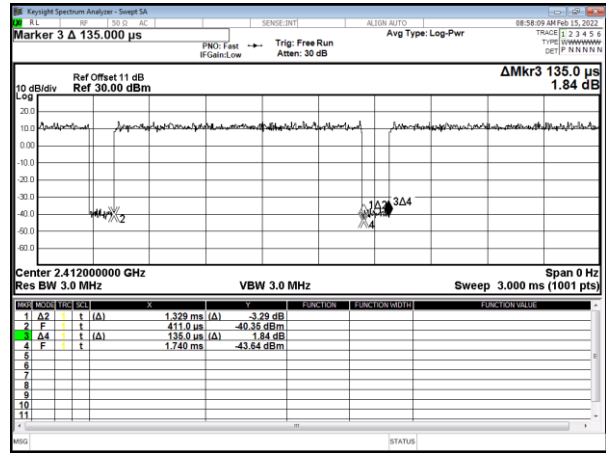 Keysight Spectrum Analyzer - Swept SA
RL RF 50 Ω AC SENSE:INT ALIGN AUTO 08:58:09 AM Feb 15, 2022
Marker 3 Δ 135.000 µs Avg Type: Log-Pwr TRACE 1 2 3 4 5 6
PNO: Fast Trig: Free Run TYPE WWWWWW
IFGain:Low Atten: 30 dB DET P N N N N N
Ref Offset 11 dB ΔMkr3 135.0 µs
10 dB/div Ref 30.00 dBm 1.84 dB
Log
20.0
10.0
0.00
-10.0
-20.0
-30.0
-40.0
-50.0
-60.0
X2
1Δ2 3Δ4
X4
Center 2.412000000 GHz Span 0 Hz
Res BW 3.0 MHz VBW 3.0 MHz Sweep 3.000 ms (1001 pts)
MKR MODE TRC SCL X Y FUNCTION FUNCTION WIDTH FUNCTION VALUE
1 Δ2 1 t (Δ) 1.329 ms (Δ) -3.29 dB
2 F 1 t 411.0 µs -40.35 dBm
3 Δ4 1 t (Δ) 135.0 µs (Δ) 1.84 dB
4 F 1 t 1.740 ms -43.64 dBm
5
6
7
8
9
10
11
MSG STATUS